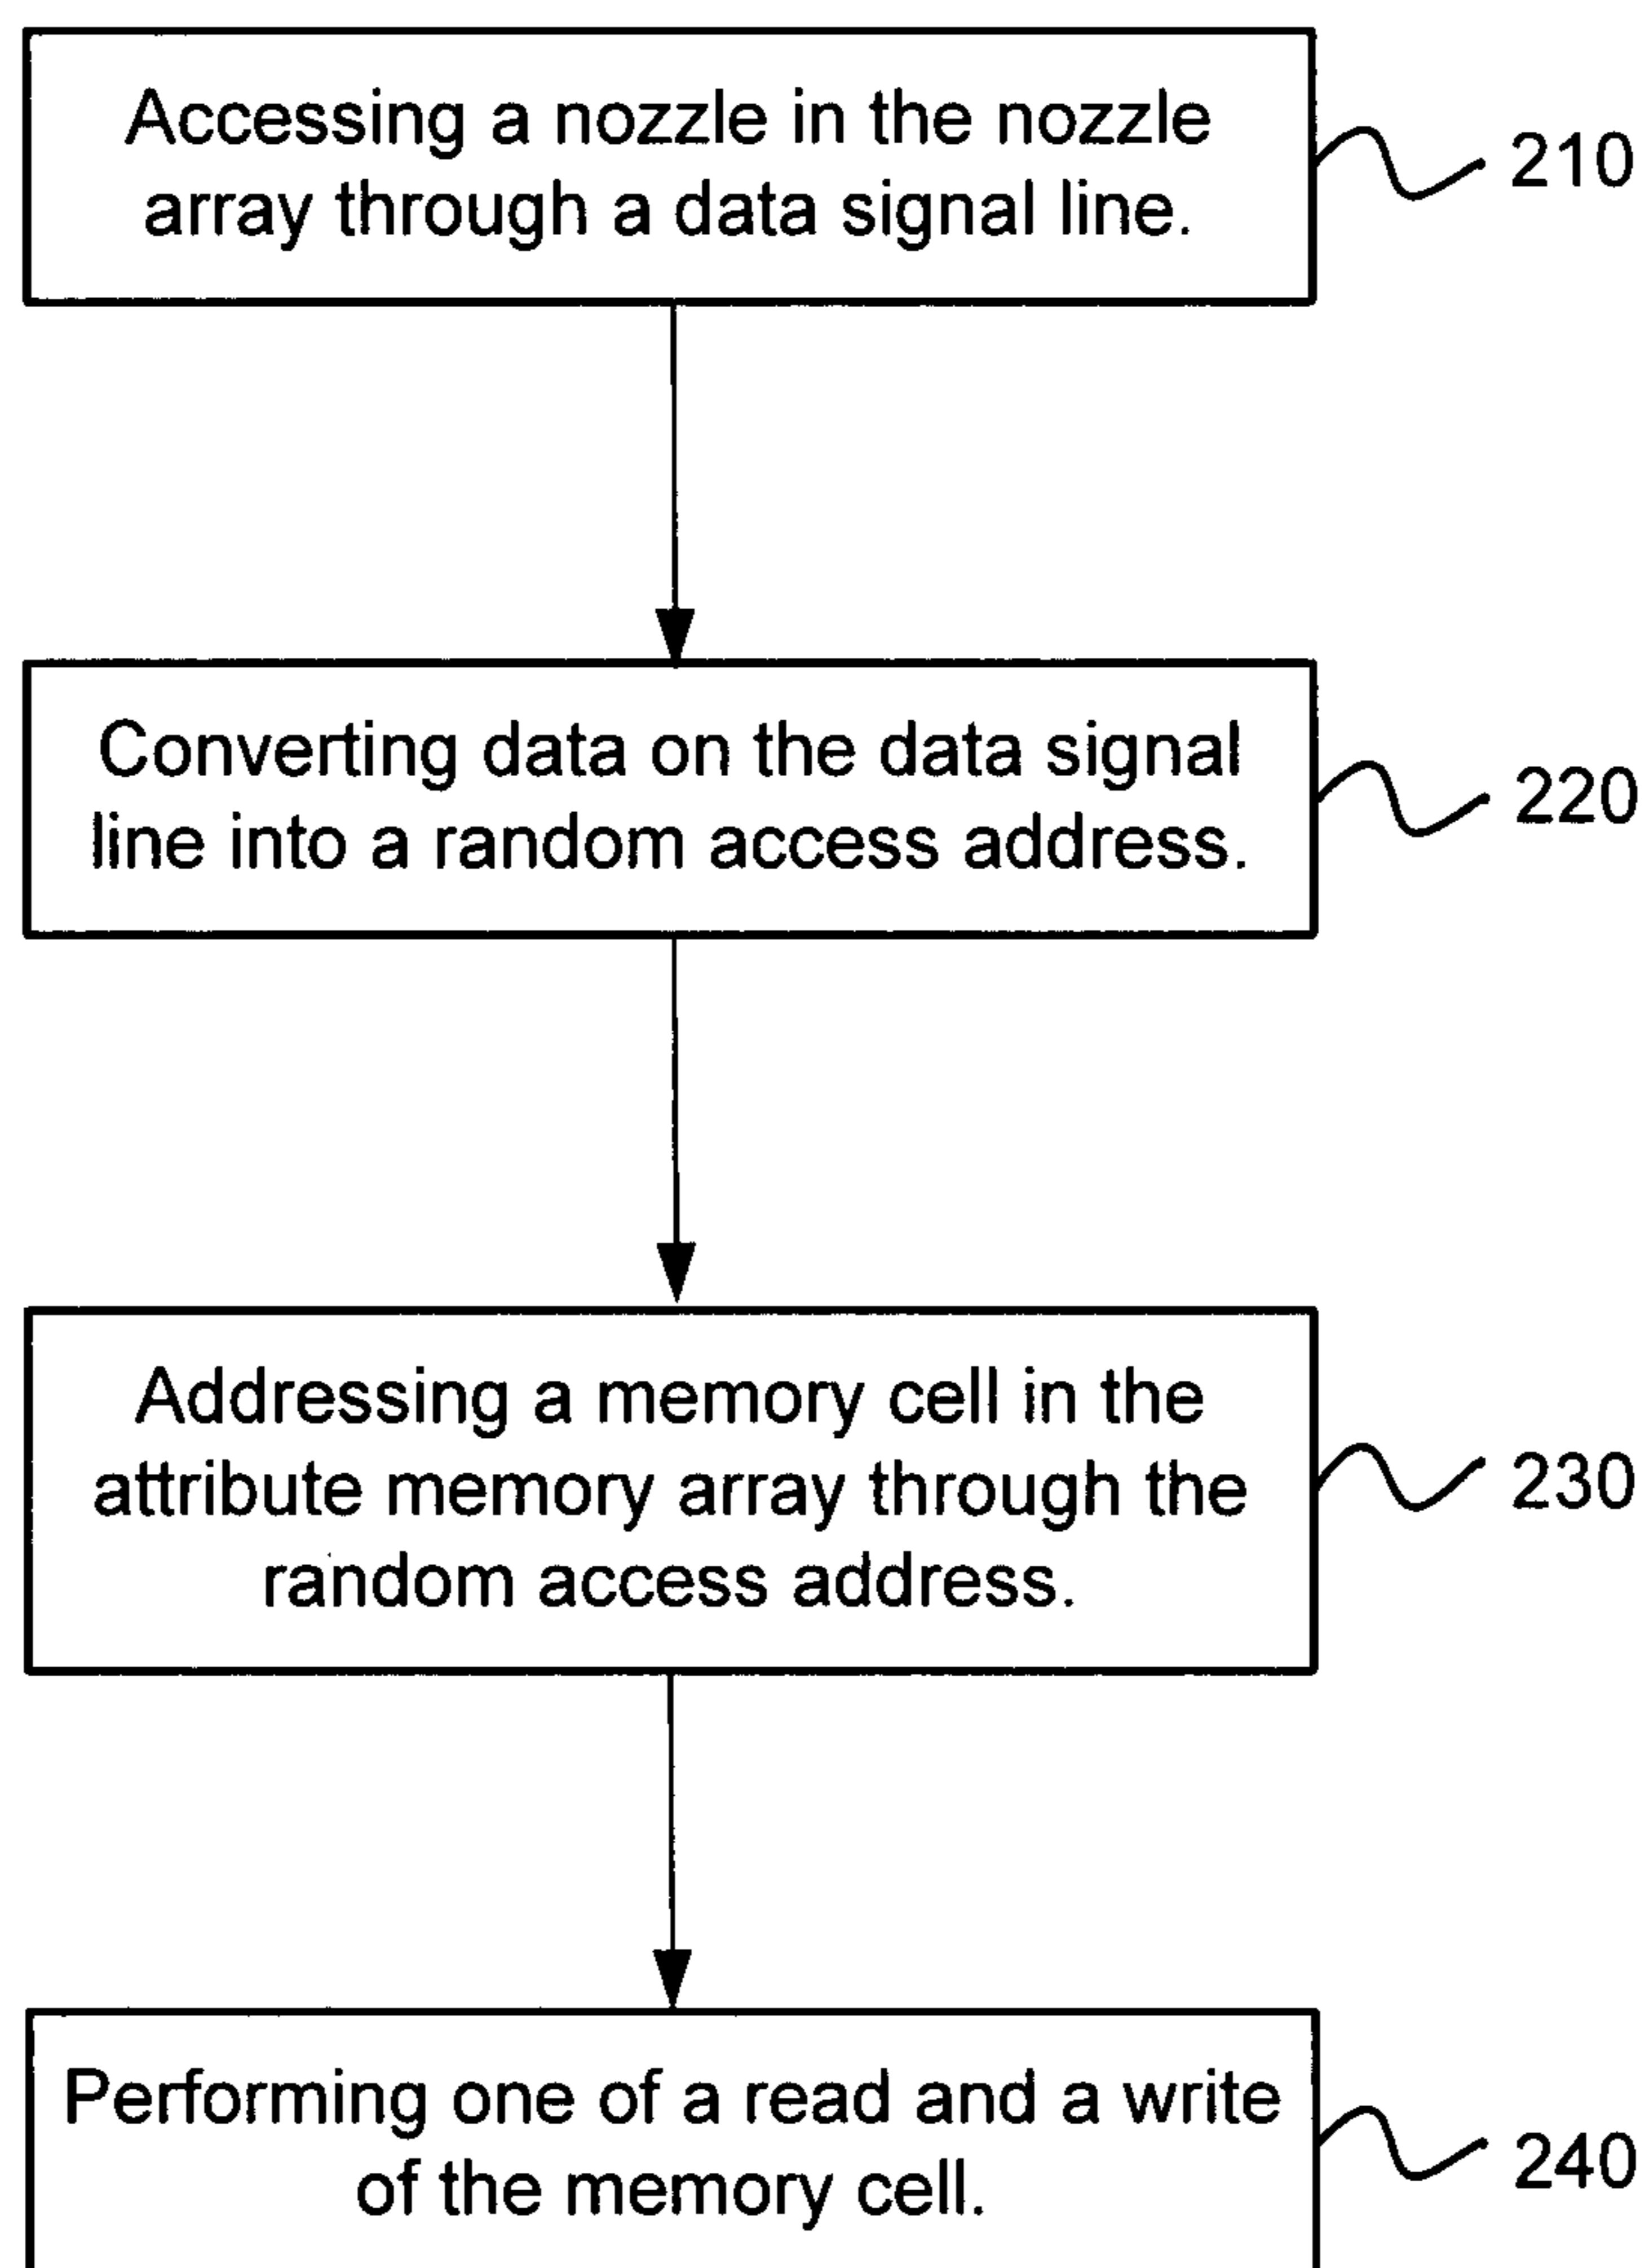 Accessing a nozzle in the nozzle
array through a data signal line.
210
Converting data on the data signal
line into a random access address.
220
Addressing a memory cell in the
attribute memory array through the
random access address.
230
Performing one of a read and a write
of the memory cell.
240